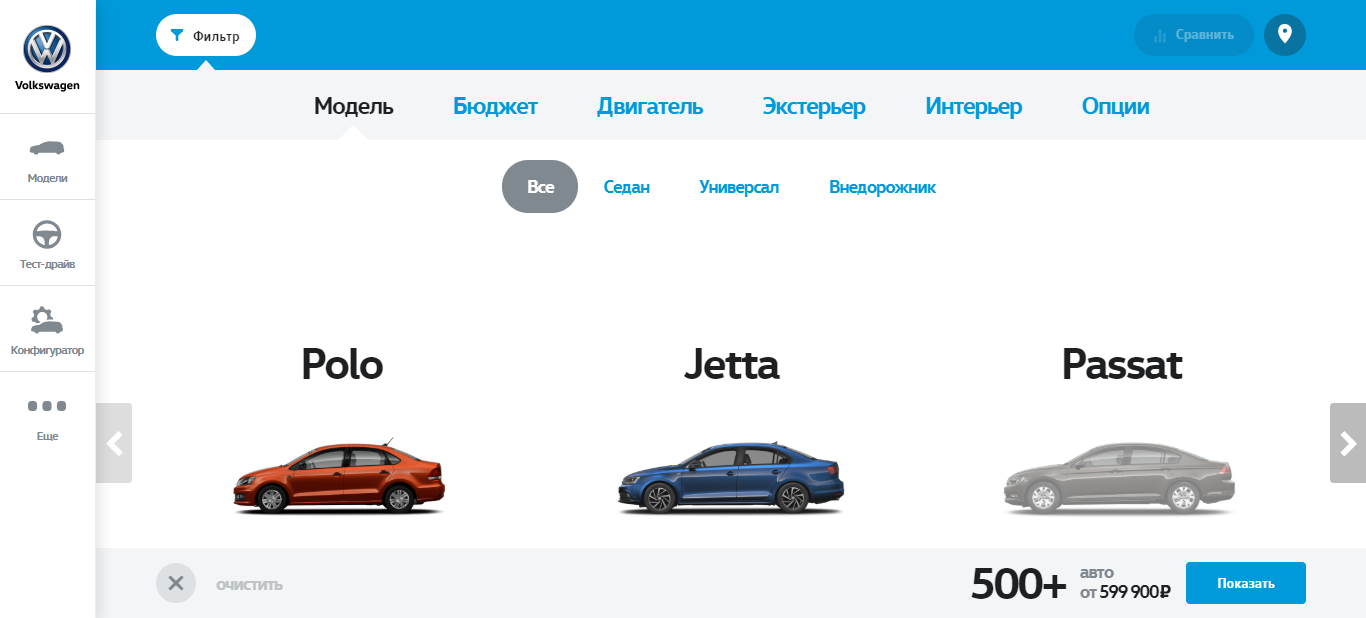 Volkswagen
Модели
Тест-драйв
Конфигуратор
Еще
Фильтр
Сравнить
Модель Бюджет Двигатель Экстерьер Интерьер Опции
Все Седан Универсал Внедорожник
Polo Jetta Passat
очистить
500+
авто
от 599 900₽
Показать